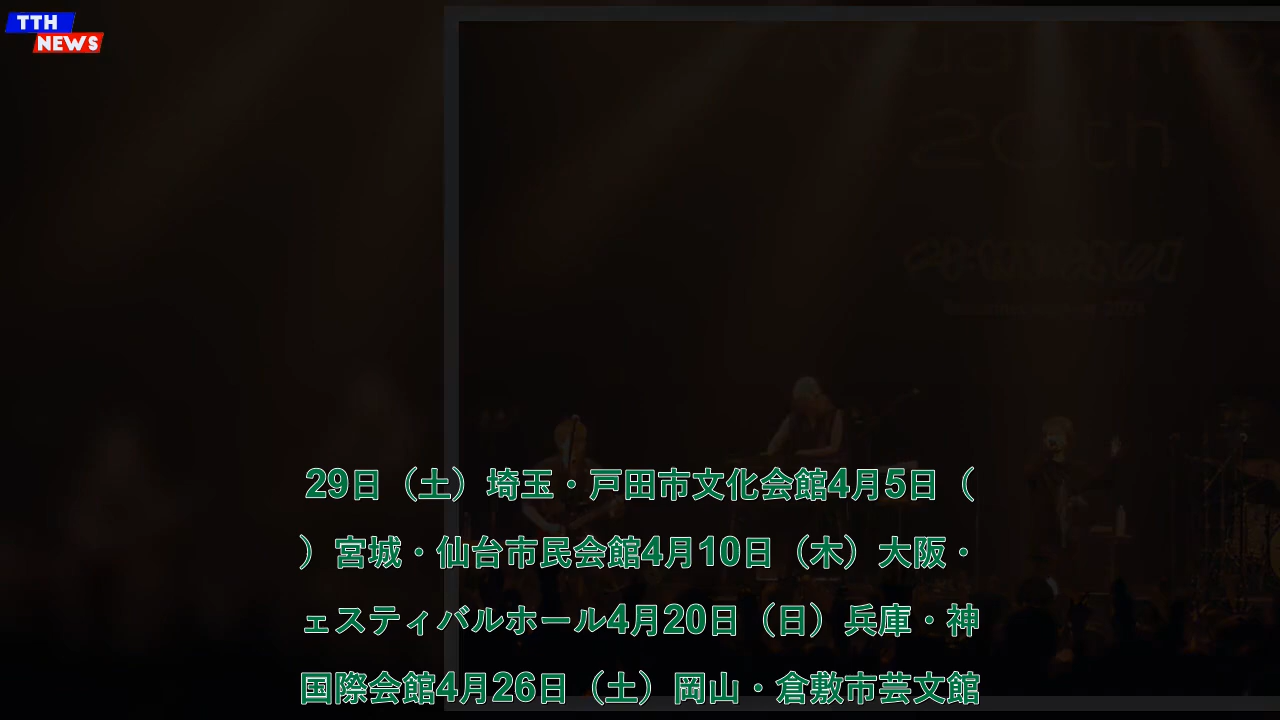 TTH
NEWS
20th
29日（土）埼玉・戸田市文化会館4月5日（
）宮城・仙台市民会館4月10日（木）大阪・
ェスティバルホール4月20日（日）兵庫・神
国際会館4月26日（土）岡山・倉敷市芸文館